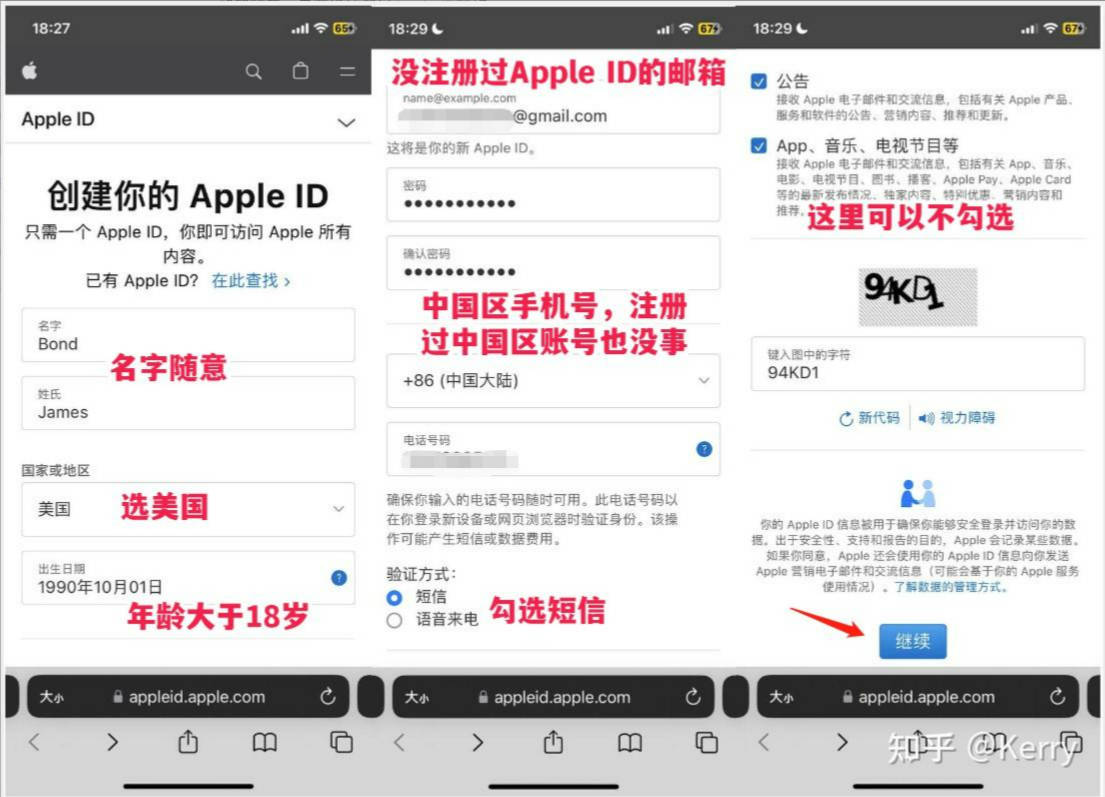 18:27
65
Apple ID
创建你的 Apple ID
只需一个 Apple ID，你即可访问 Apple 所有
内容。
已有 Apple ID？ 在此查找 >
名字
Bond
名字随意
姓氏
James
国家或地区
美国
选美国
出生日期
1990年10月01日
年龄大于18岁
大小
appleid.apple.com
18:29
67
没注册过Apple ID的邮箱
name@example.com
@gmail.com
这将是你的新 Apple ID。
密码
确认密码
中国区手机号，注册
过中国区账号也没事
+86 (中国大陆)
电话号码
确保你输入的电话号码随时可用。此电话号码以
在你登录新设备或网页浏览器时验证身份。该操
作可能产生短信或数据费用。
验证方式：
短信
语音来电
勾选短信
大小
appleid.apple.com
18:29
67
公告
接收 Apple 电子邮件和交流信息，包括有关 Apple 产品、
服务和软件的公告、营销内容、推荐和更新。
App、音乐、电视节目等
接收 Apple 电子邮件和交流信息，包括有关 App、音乐、
电影、电视节目、图书、播客、Apple Pay、Apple Card
等的最新发布情况、独家内容、特别优惠、营销内容和
推荐。
这里可以不勾选
94KD1
键入图中的字符
94KD1
新代码
视力障碍
你的 Apple ID 信息被用于确保你能够安全登录并访问你的数
据。出于安全性、支持和报告的目的，Apple 会记录某些数据。
如果你同意，Apple 还会使用你的 Apple ID 信息向你发送
Apple 营销电子邮件和交流信息（可能会基于你的 Apple 服务
使用情况）。了解数据的管理方式。
继续
大小
appleid.apple.com
知乎 @Kerry